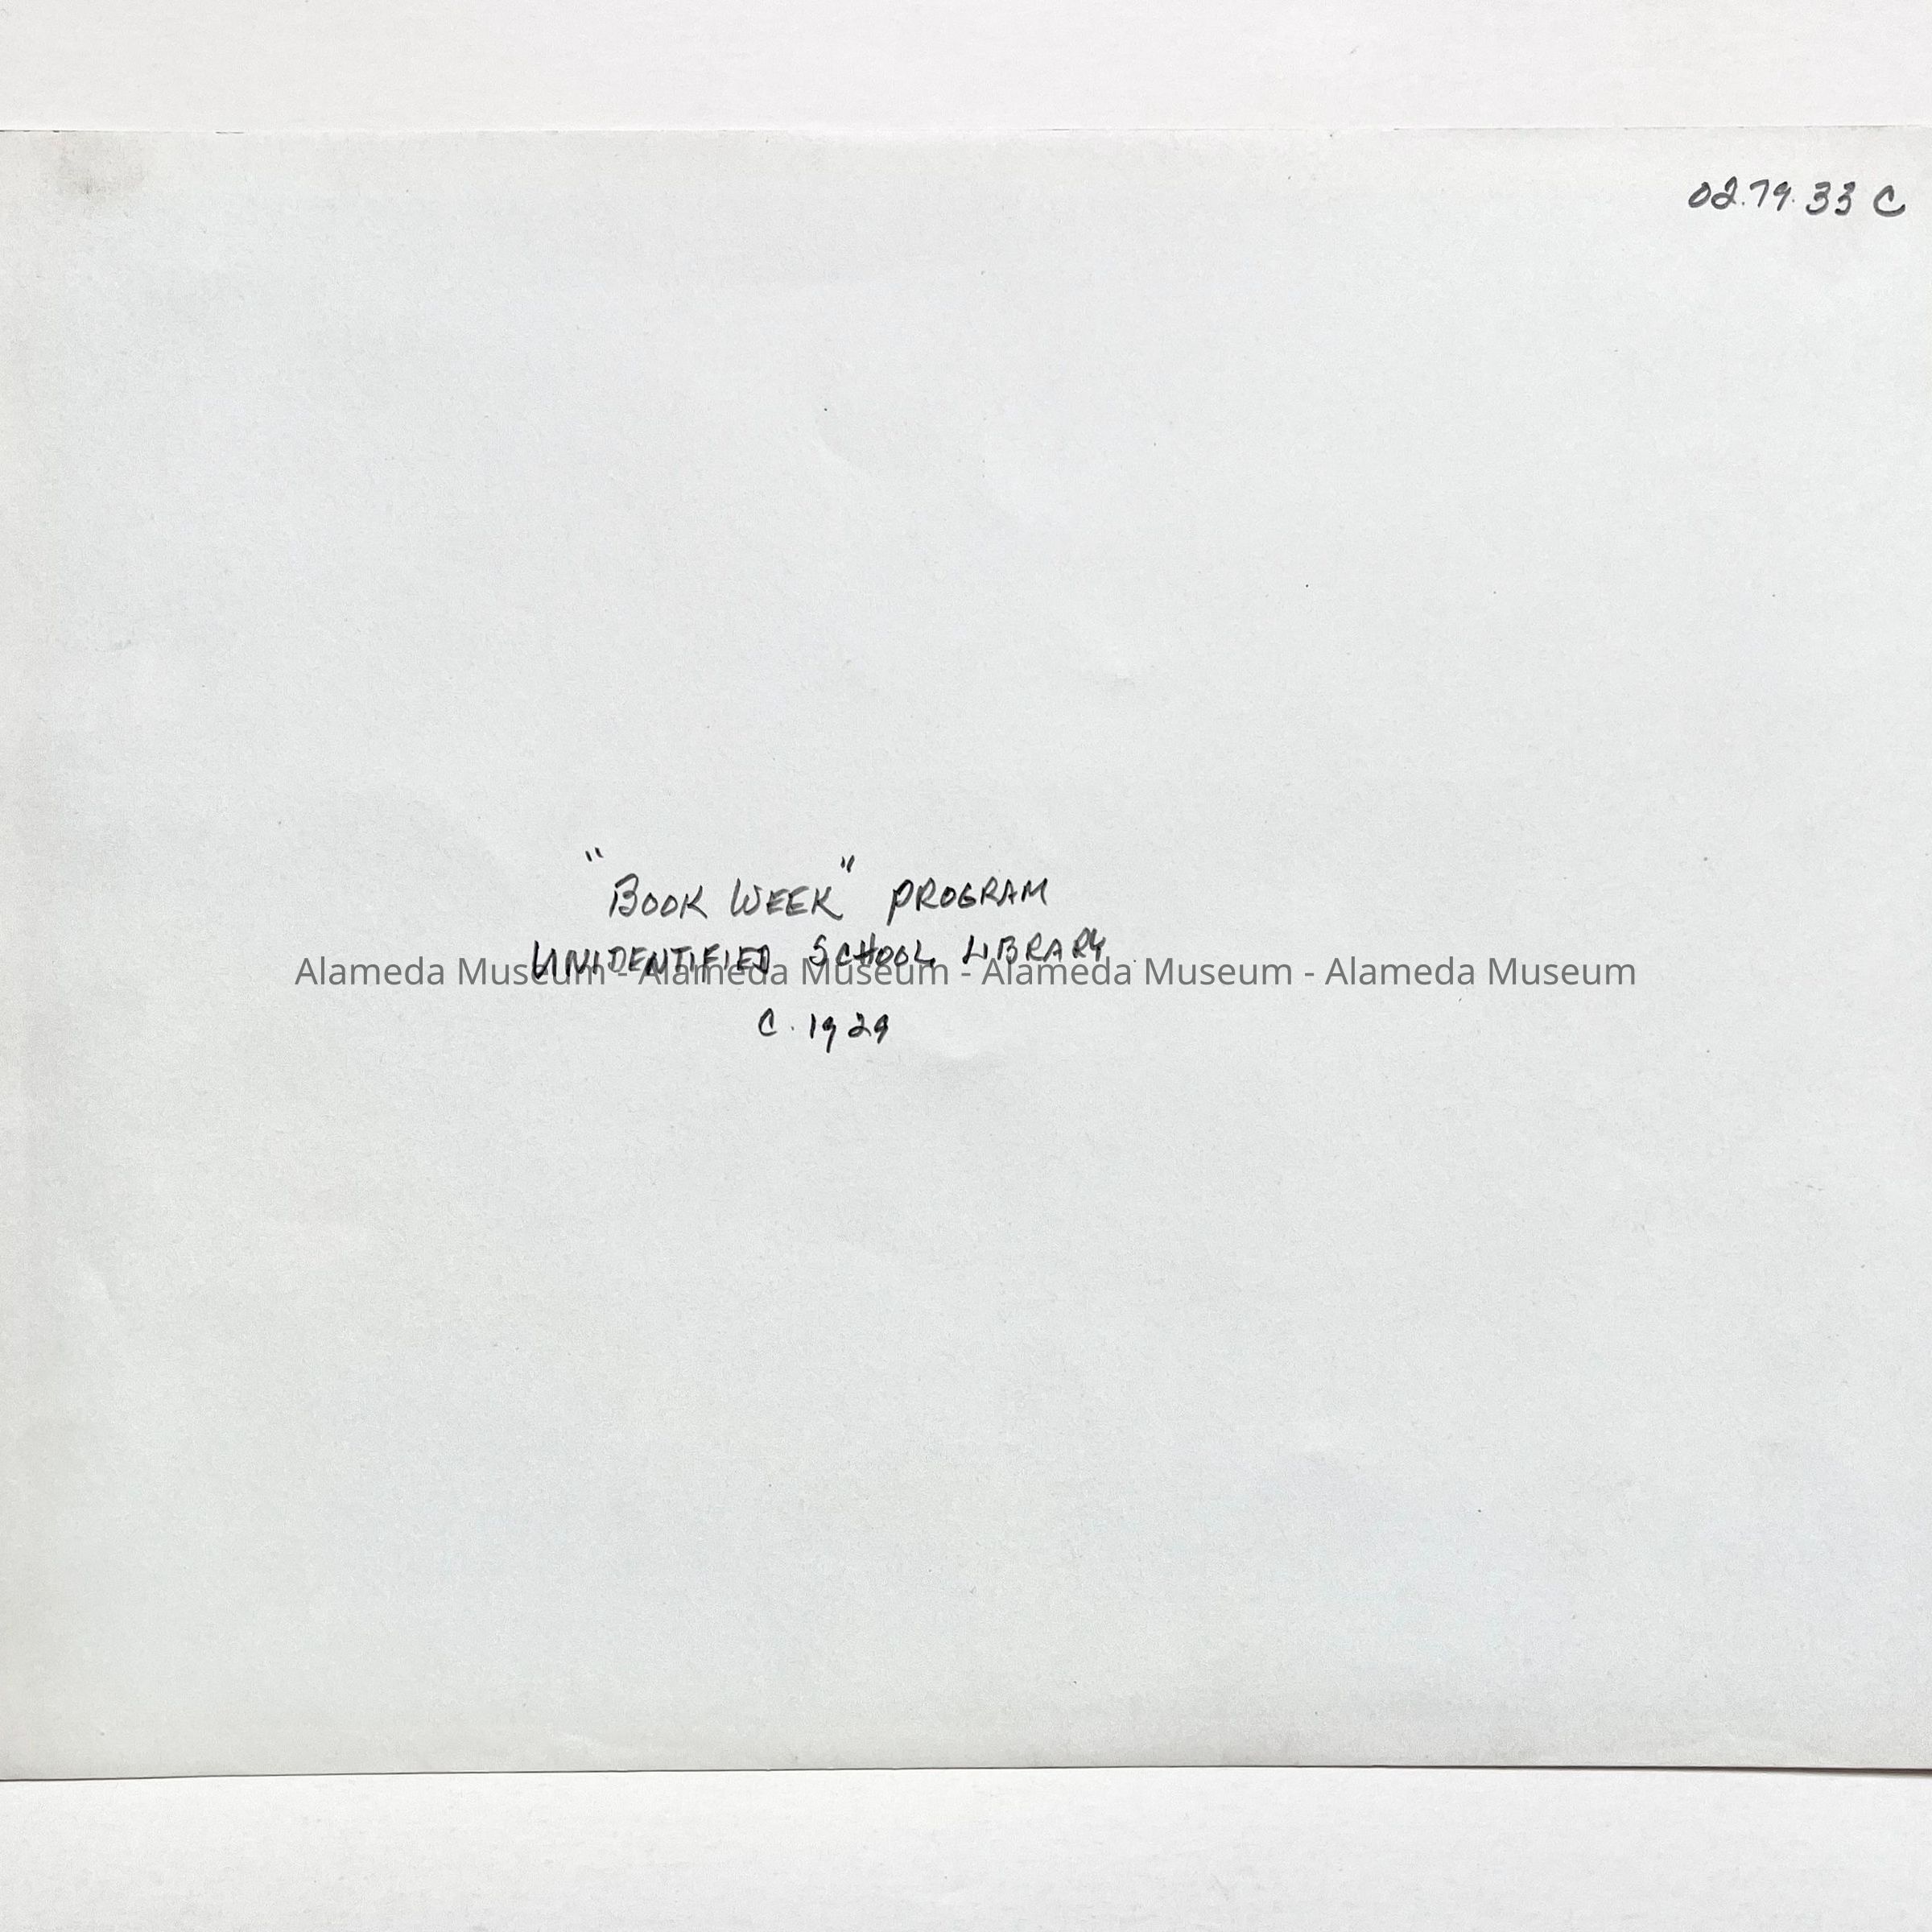 02.79.33 C
"BOOK WEEK" PROGRAM
UNIDENTIFIED SCHOOL LIBRARY
Alameda Museum - Alameda Museum - Alameda Museum - Alameda Museum
C. 1929